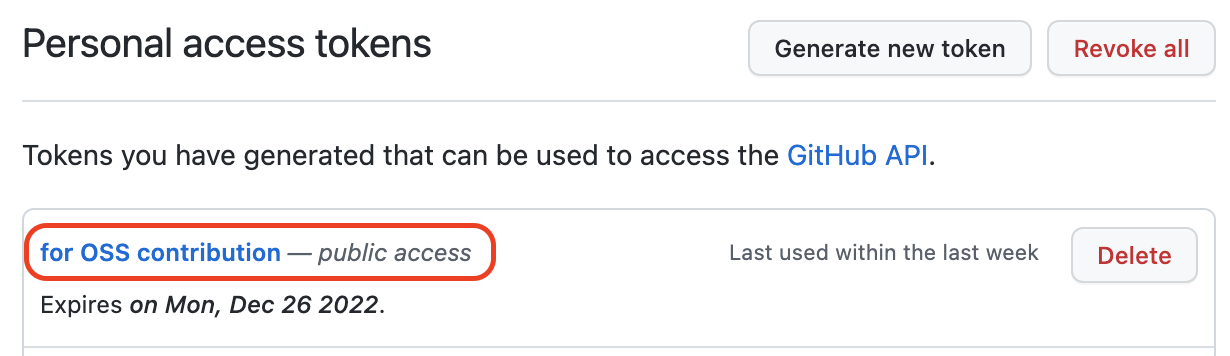 Personal access tokens
Generate new token
Revoke all
Tokens you have generated that can be used to access the GitHub API.
for OSS contribution — public access
Last used within the last week
Delete
Expires on Mon, Dec 26 2022.